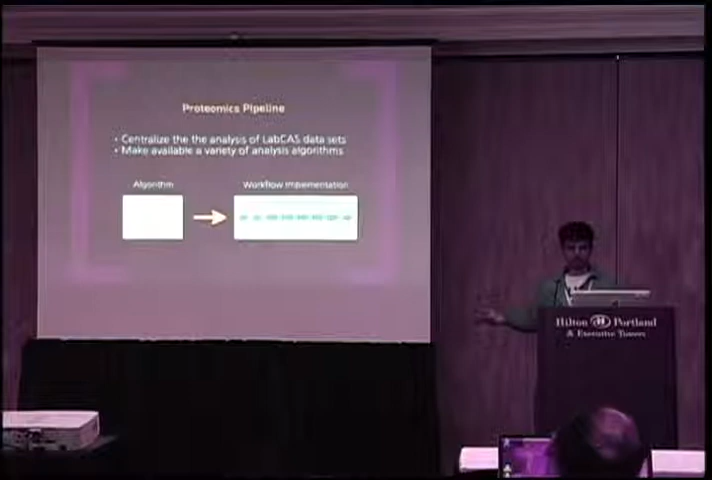 Proteomics Pipeline
• Centralize the the analysis of LabCAS data sets
• Make available a variety of analysis algorithms
Algorithm
Workflow Implementation
Hilton Portland
& Executive Tower